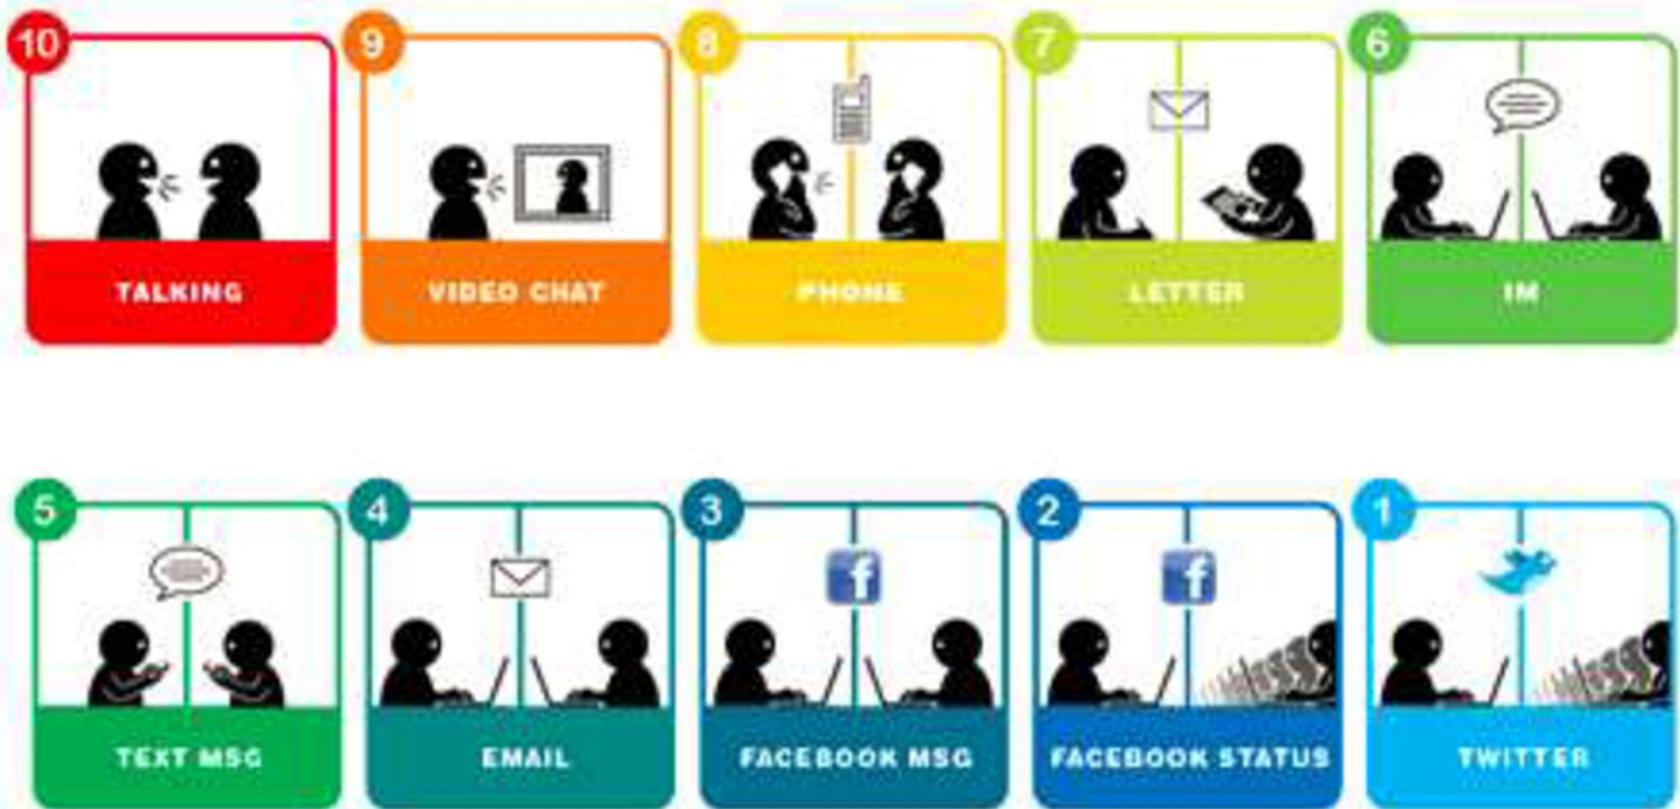 10
TALKING
9
VIDEO CHAT
8
PHONE
7
LETTER
6
IM
5
TEXT MSG
4
EMAIL
3
f
FACEBOOK MSG
2
f
FACEBOOK STATUS
1
TWITTER